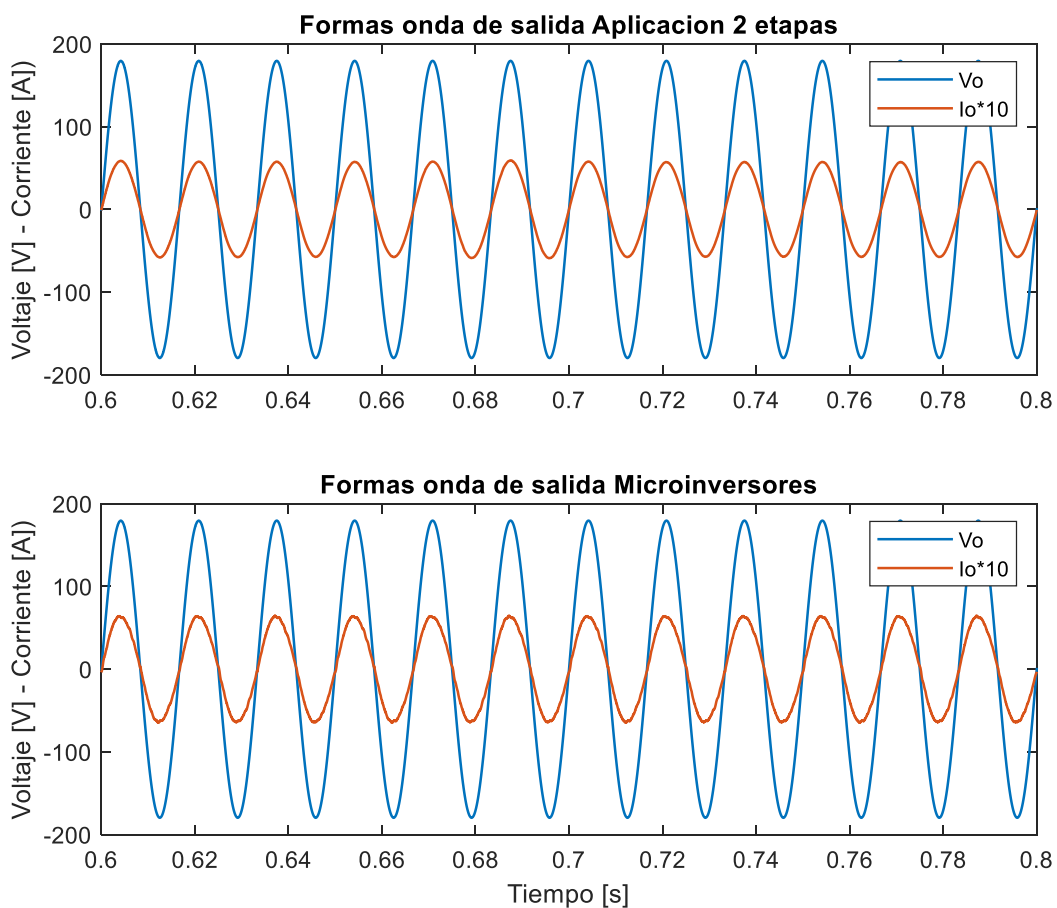 Formas onda de salida Aplicacion 2 etapas
Voltaje [V] - Corriente [A])
200
100
0
-100
-200
Vo
Io*10
0.6 0.62 0.64 0.66 0.68 0.7 0.72 0.74 0.76 0.78 0.8
Formas onda de salida Microinversores
Voltaje [V] - Corriente [A])
200
100
0
-100
-200
Vo
Io*10
0.6 0.62 0.64 0.66 0.68 0.7 0.72 0.74 0.76 0.78 0.8
Tiempo [s]